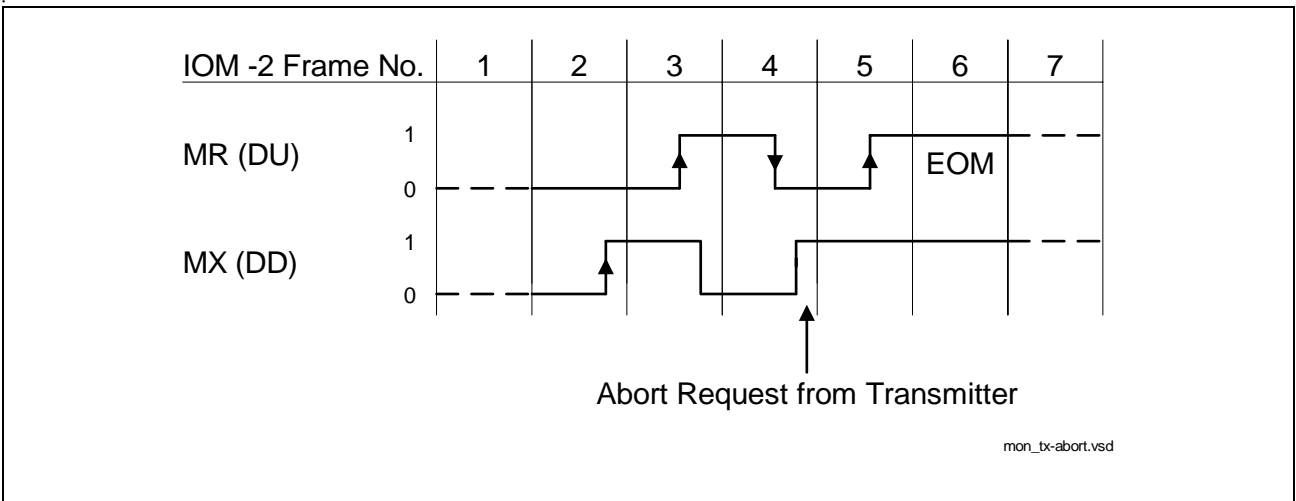 IOM -2 Frame No. 1 2 3 4 5 6 7
1
MR (DU)
EOM
0
1
MX (DD)
0
Abort Request from Transmitter
mon_tx-abort.vsd